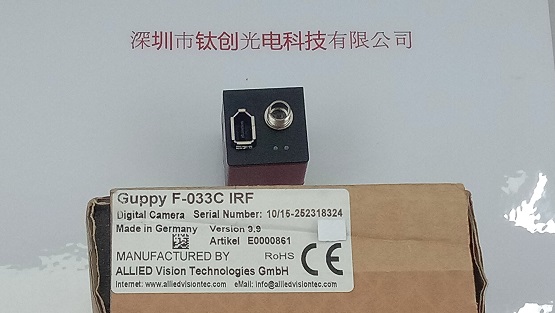 深圳市钛创光电科技有限公司
Guppy F-033C IRF
Digital Camera Serial Number: 10/15-252318324
Made in Germany Version 9.9
Artikel E0000861
MANUFACTURED BY RoHS
ALLIED Vision Technologies GmbH CE
Internet: www.alliedvisiontec.com eMail: info@alliedvisiontec.com